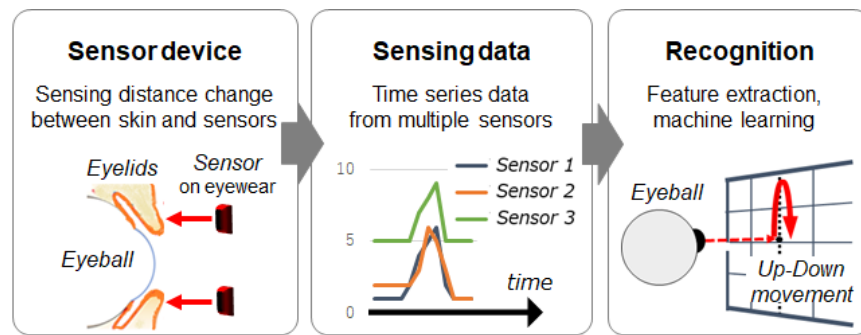 Sensor device
Sensing distance change
between skin and sensors
Eyelids
Sensor
on eyewear
Eyeball
Sensing data
Time series data
from multiple sensors
10
5
0
Sensor 1
Sensor 2
Sensor 3
time
Recognition
Feature extraction,
machine learning
Eyeball
Up-Down
movement